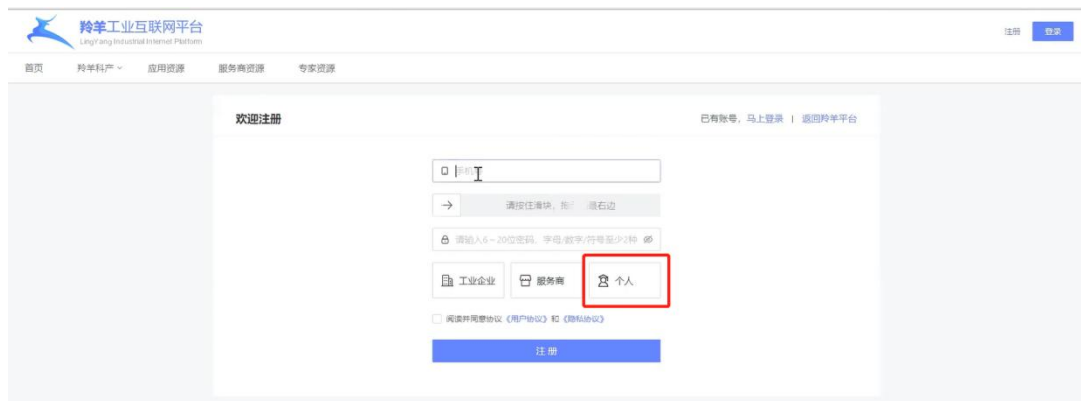 羚羊工业互联网平台
LingYang Industrial Internet Platform
注册 登录
首页 羚羊科产 应用资源 服务商资源 专家资源
欢迎注册 已有账号，马上登录 | 返回羚羊平台
手机
请按住滑块，拖 最右边
请输入6~20位密码，字母/数字/符号至少2种
工业企业 服务商 个人
阅读并同意协议《用户协议》和《隐私协议》
注册